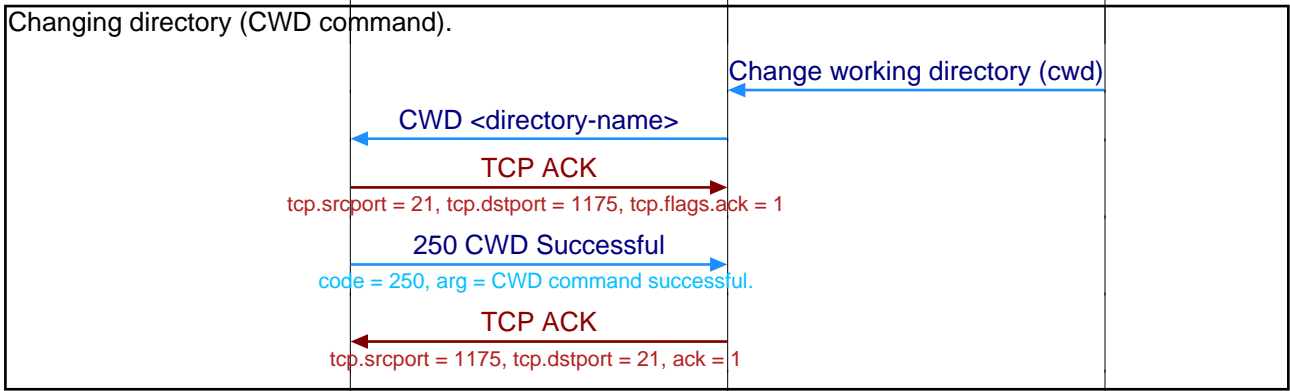 Changing directory (CWD command).
Change working directory (cwd)
CWD <directory-name>
TCP ACK
tcp.srcport = 21, tcp.dstport = 1175, tcp.flags.ack = 1
250 CWD Successful
code = 250, arg = CWD command successful.
TCP ACK
tcp.srcport = 1175, tcp.dstport = 21, ack = 1